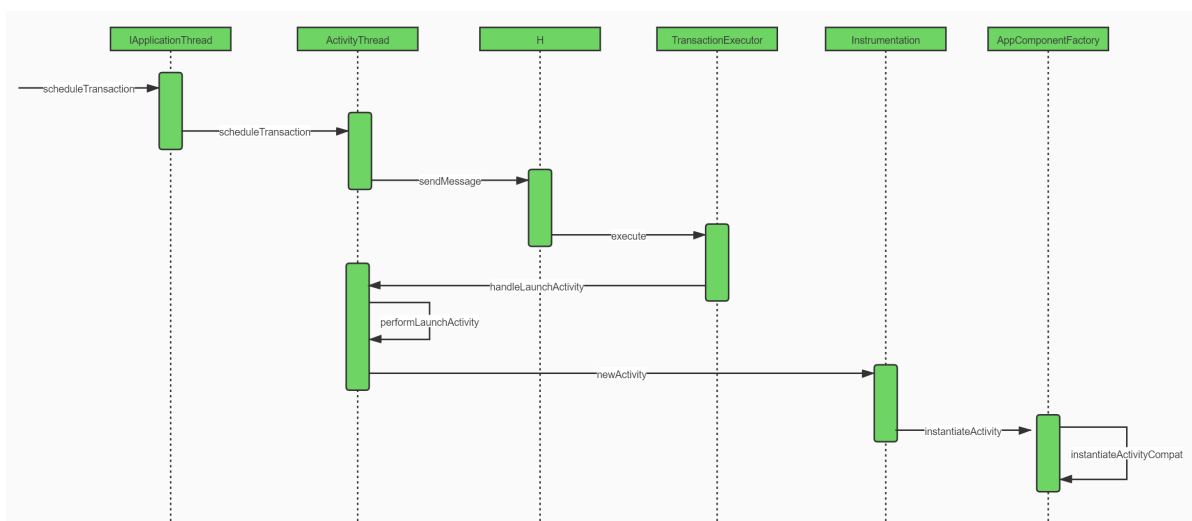 IApplicationThread
ActivityThread
H
TransactionExecutor
Instrumentation
AppComponentFactory
scheduleTransaction
scheduleTransaction
sendMessage
execute
handleLaunchActivity
performLaunchActivity
newActivity
instantiateActivity
instantiateActivityCompat